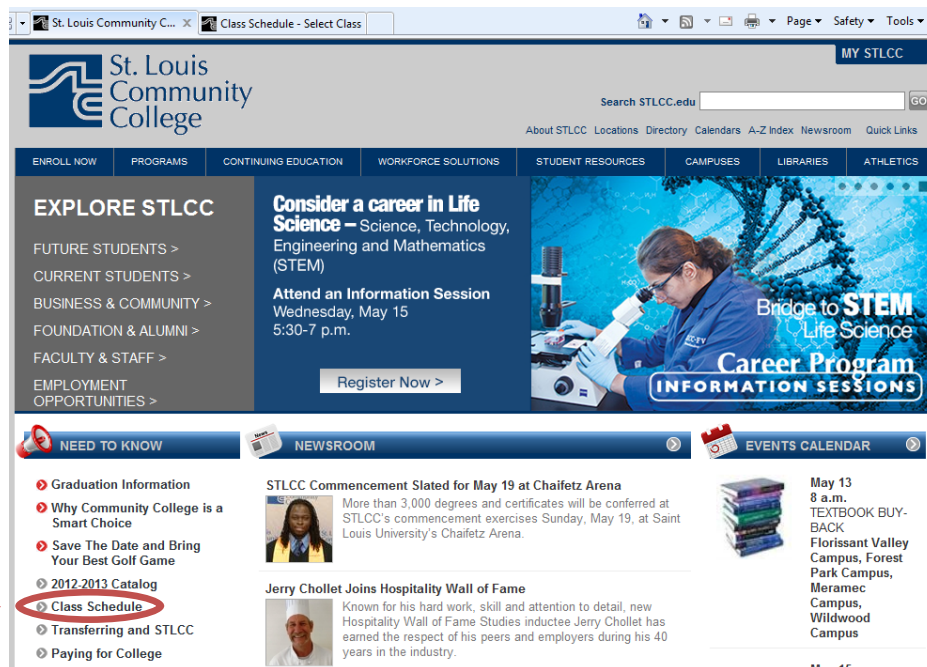 St. Louis Community C...
Class Schedule - Select Class
Page
Safety
Tools
MY STLCC
St. Louis
Community
College
Search STLCC.edu
GO
About STLCC Locations Directory Calendars A-Z Index Newsroom Quick Links
ENROLL NOW PROGRAMS CONTINUING EDUCATION WORKFORCE SOLUTIONS STUDENT RESOURCES CAMPUSES LIBRARIES ATHLETICS
EXPLORE STLCC
FUTURE STUDENTS >
CURRENT STUDENTS >
BUSINESS & COMMUNITY >
FOUNDATION & ALUMNI >
FACULTY & STAFF >
EMPLOYMENT
OPPORTUNITIES >
Consider a career in Life
Science – Science, Technology,
Engineering and Mathematics
(STEM)
Attend an Information Session
Wednesday, May 15
5:30-7 p.m.
Register Now >
Bridge to STEM
Life Science
Career Program
INFORMATION SESSIONS
NEED TO KNOW
Graduation Information
Why Community College is a
Smart Choice
Save The Date and Bring
Your Best Golf Game
2012-2013 Catalog
Class Schedule
Transferring and STLCC
Paying for College
News
NEWSROOM
STLCC Commencement Slated for May 19 at Chaifetz Arena
More than 3,000 degrees and certificates will be conferred at
STLCC's commencement exercises Sunday, May 19, at Saint
Louis University's Chaifetz Arena.
Jerry Chollet Joins Hospitality Wall of Fame
Known for his hard work, skill and attention to detail, new
Hospitality Wall of Fame Studies inductee Jerry Chollet has
earned the respect of his peers and employers during his 40
years in the industry.
EVENTS CALENDAR
May 13
8 a.m.
TEXTBOOK BUY-
BACK
Florissant Valley
Campus, Forest
Park Campus,
Meramec
Campus,
Wildwood
Campus